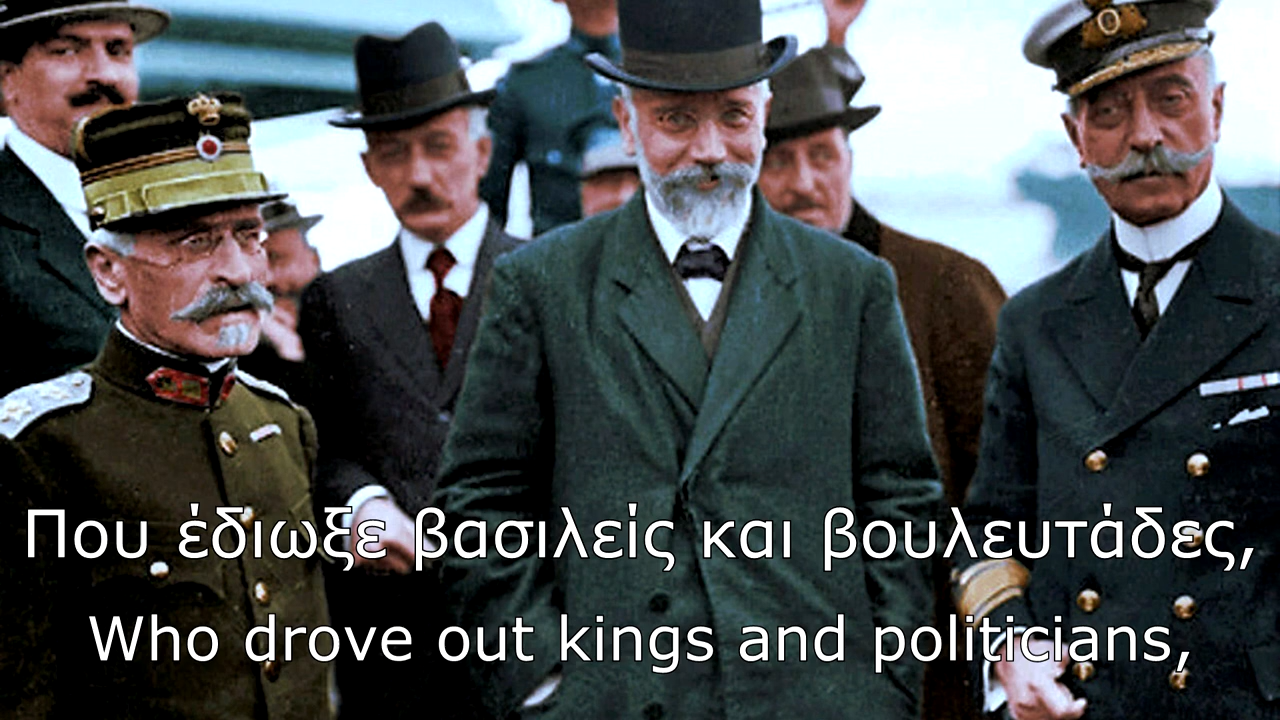 Που έδιωξε βασιλείς και βουλευτάδες,
Who drove out kings and politicians,